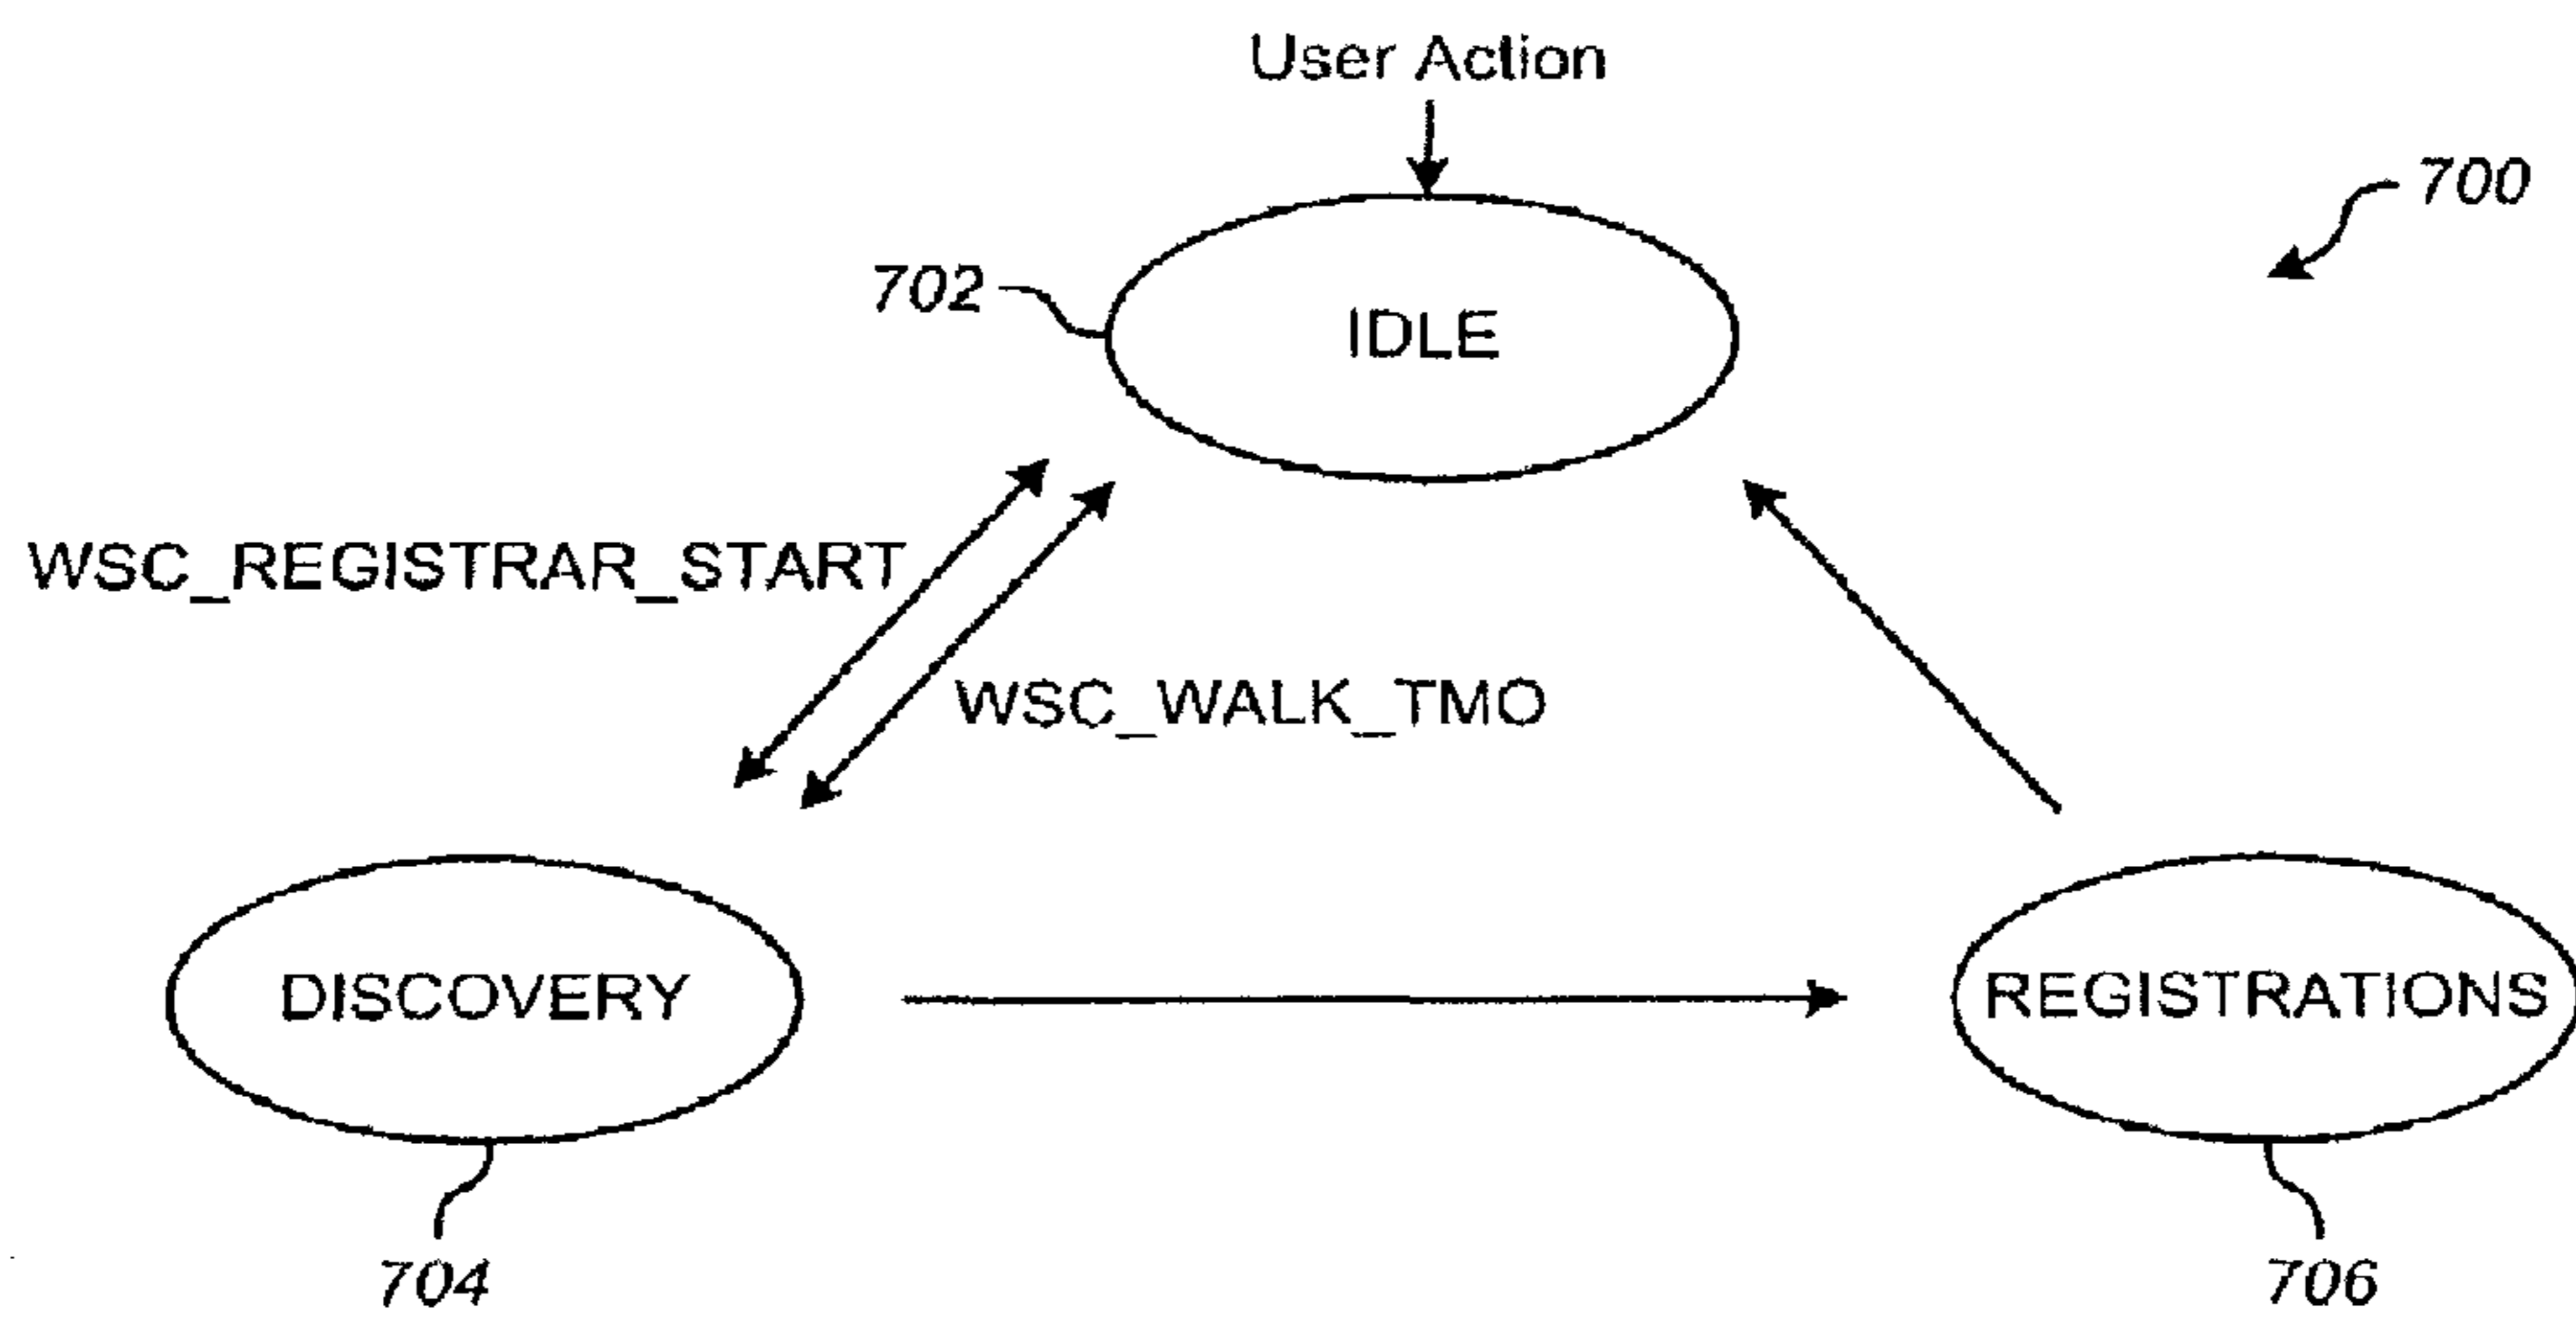 User Action
700
702
IDLE
WSC_REGISTRAR_START
WSC_WALK_TMO
DISCOVERY
REGISTRATIONS
704
706